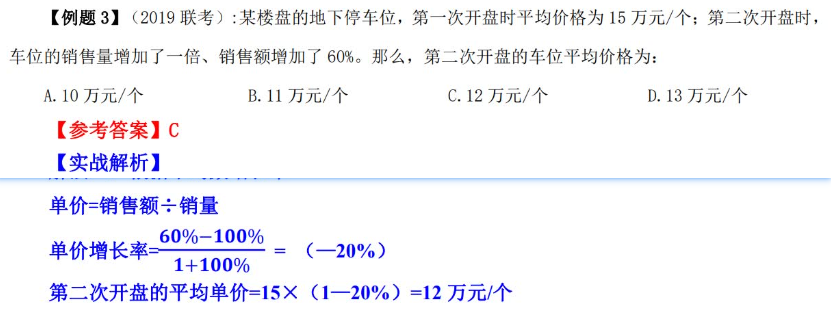 【例题 3】（2019 联考）:某楼盘的地下停车位，第一次开盘时平均价格为 15 万元/个；第二次开盘时，
车位的销售量增加了一倍、销售额增加了 60%。那么，第二次开盘的车位平均价格为：
A.10 万元/个 B.11 万元/个 C.12 万元/个 D.13 万元/个
【参考答案】C
【实战解析】
单价=销售额÷销量
单价增长率=60%−100%/1+100% = （—20%）
第二次开盘的平均单价=15×（1—20%）=12 万元/个